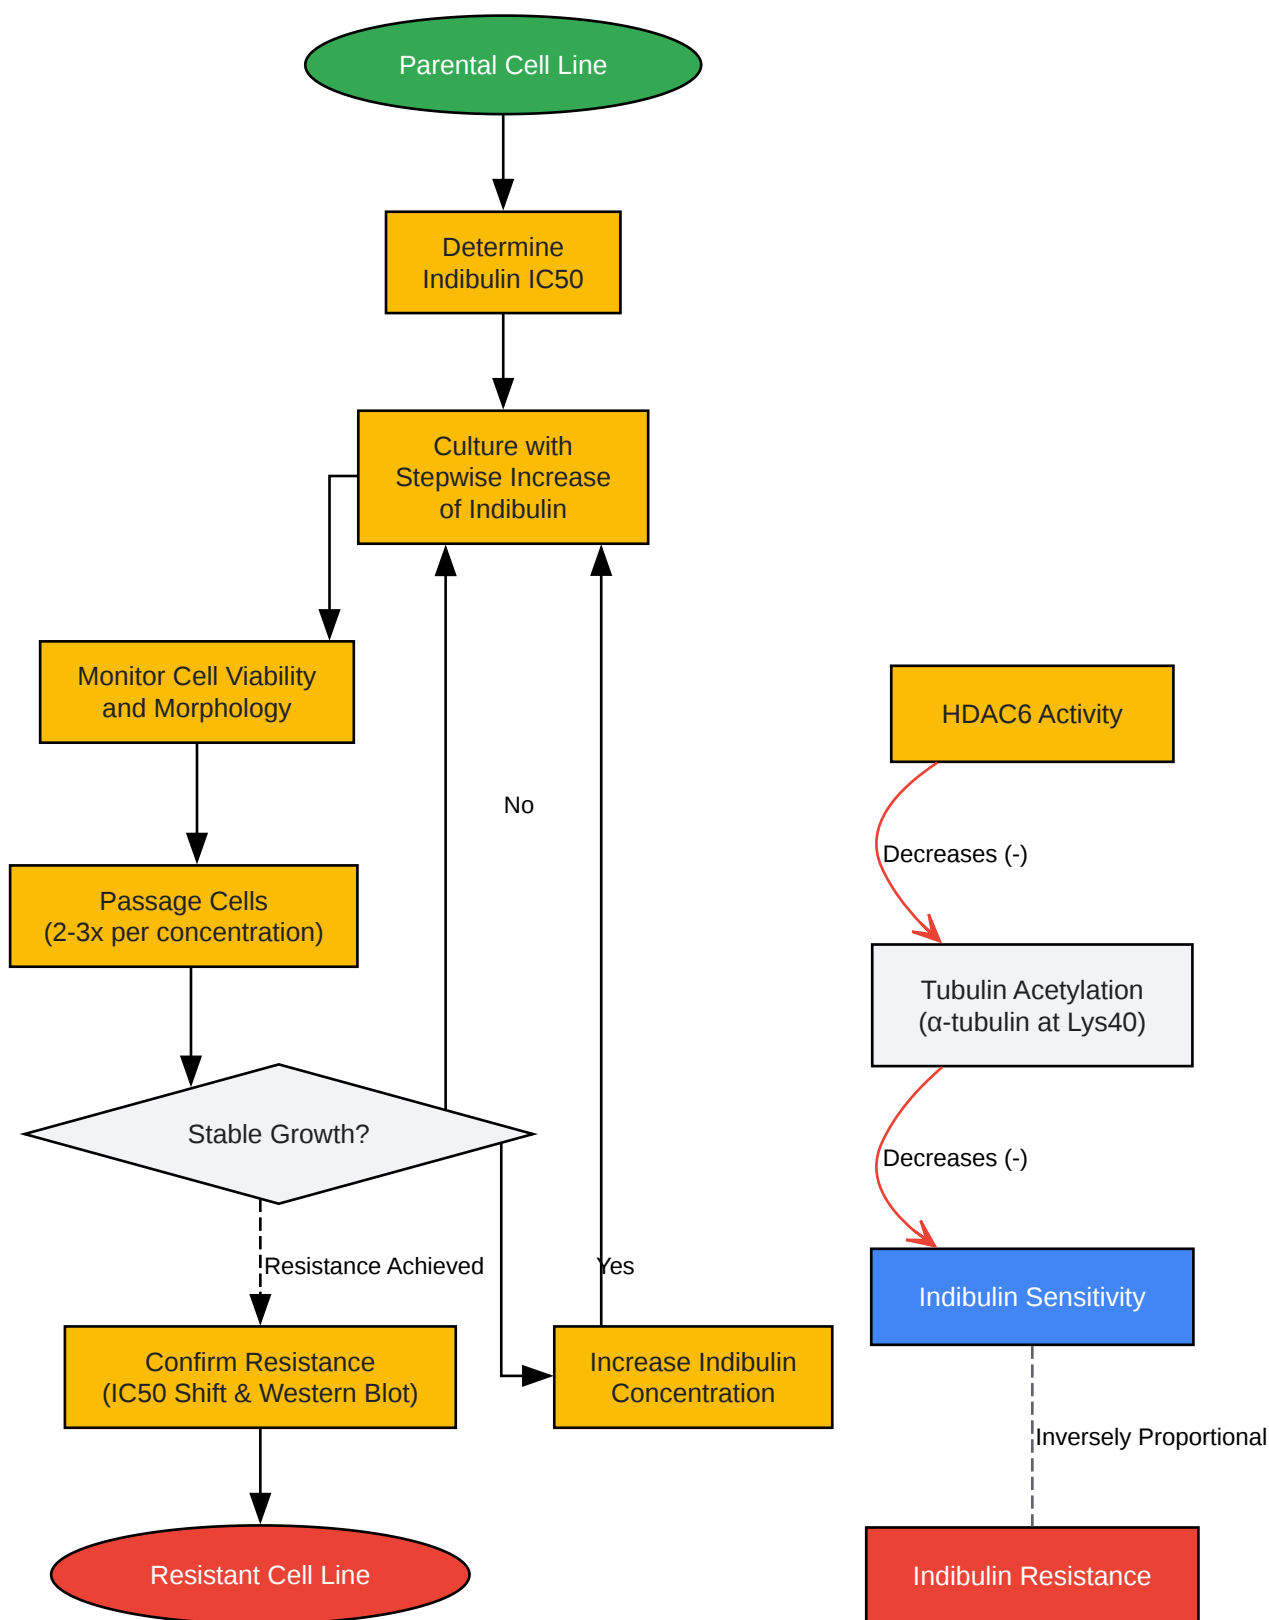 Parental Cell Line
Determine
Indibulin IC50
Culture with
Stepwise Increase
of Indibulin
Monitor Cell Viability
and Morphology
No
Passage Cells
(2-3x per concentration)
Stable Growth?
Resistance Achieved
Yes
Confirm Resistance
(IC50 Shift & Western Blot)
Increase Indibulin
Concentration
Resistant Cell Line
HDAC6 Activity
Decreases (-)
Tubulin Acetylation
(α-tubulin at Lys40)
Decreases (-)
Indibulin Sensitivity
Inversely Proportional
Indibulin Resistance